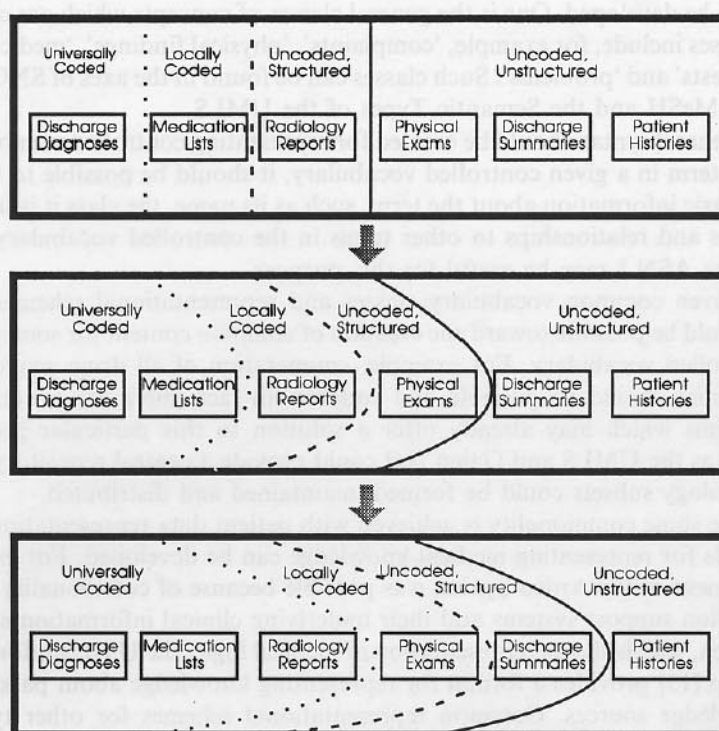 Universally Locally Uncoded, Uncoded,
Coded Coded Structured Unstructured
Discharge Medication Radiology Physical Discharge Patient
Diagnoses Lists Reports Exams Summaries Histories
Universally Locally Uncoded, Uncoded,
Coded Coded Structured Unstructured
Discharge Medication Radiology Physical Discharge Patient
Diagnoses Lists Reports Exams Summaries Histories
Universally Locally Uncoded, Uncoded,
Coded Coded Structured Unstructured
Discharge Medication Radiology Physical Discharge Patient
Diagnoses Lists Reports Exams Summaries Histories